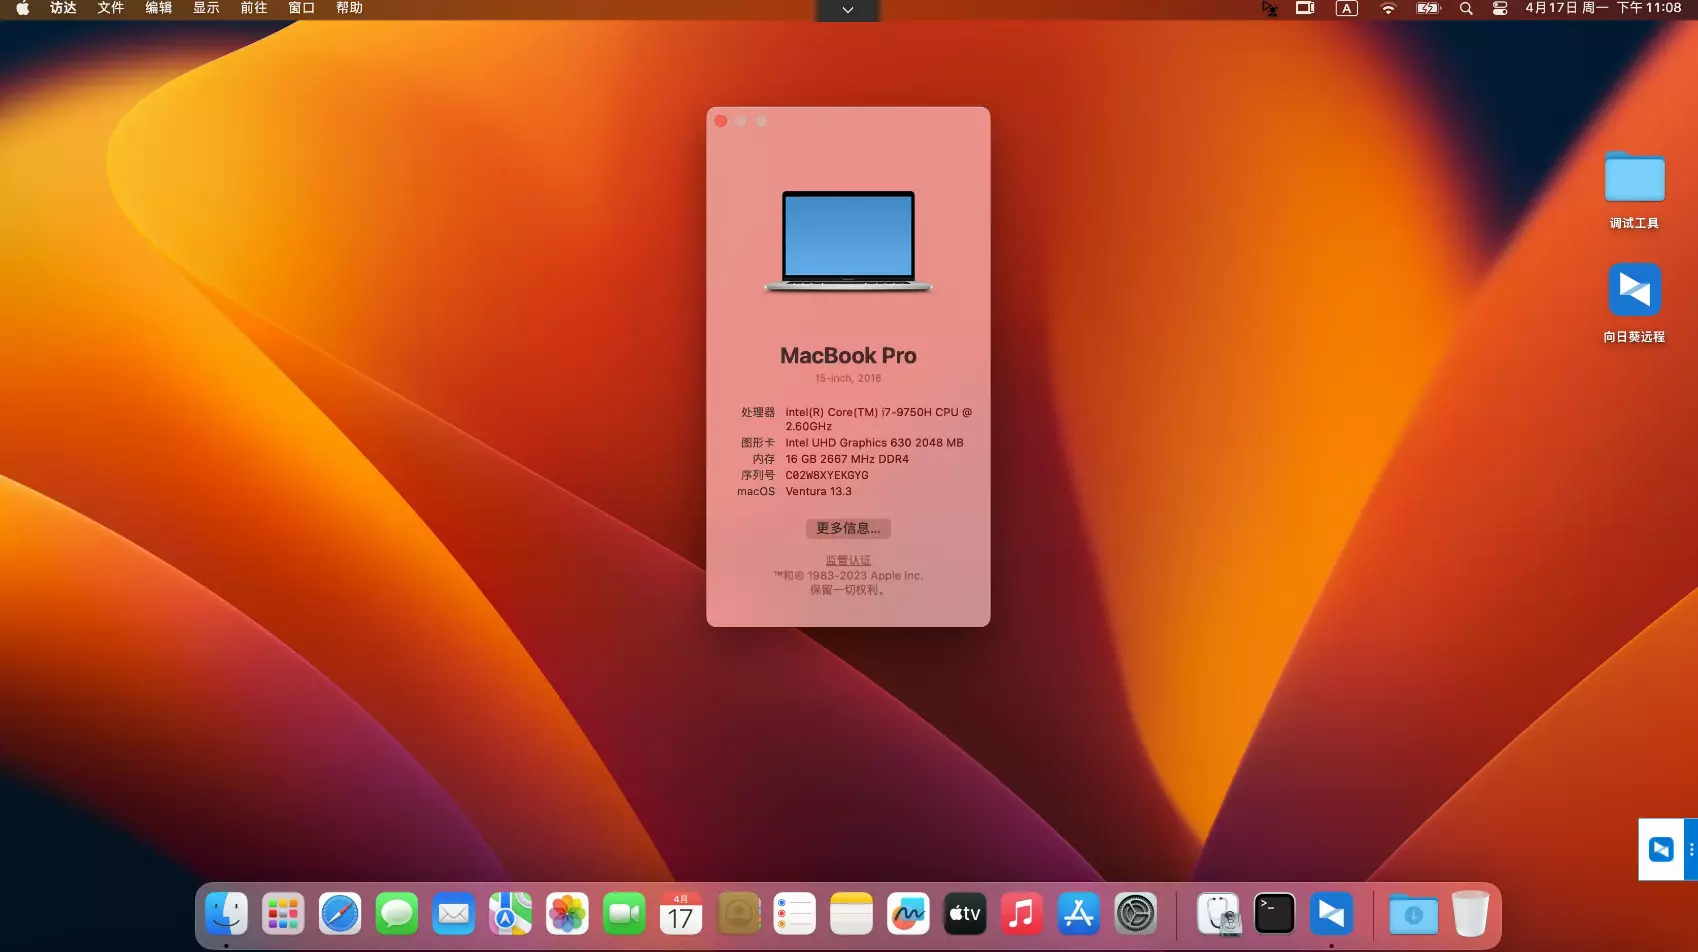 访达 文件 编辑 显示 前往 窗口 帮助
A 4月17日 周一 下午11:08
MacBook Pro
15-inch, 2018
处理器 Intel(R) Core(TM) i7-9750H CPU @
2.60GHz
图形卡 Intel UHD Graphics 630 2048 MB
内存 16 GB 2667 MHz DDR4
序列号 C02W8XYEKGYG
macOS Ventura 13.3
更多信息...
监管认证
™和© 1983-2023 Apple Inc.
保留一切权利。
调试工具
向日葵远程
4月
17
tv
>_